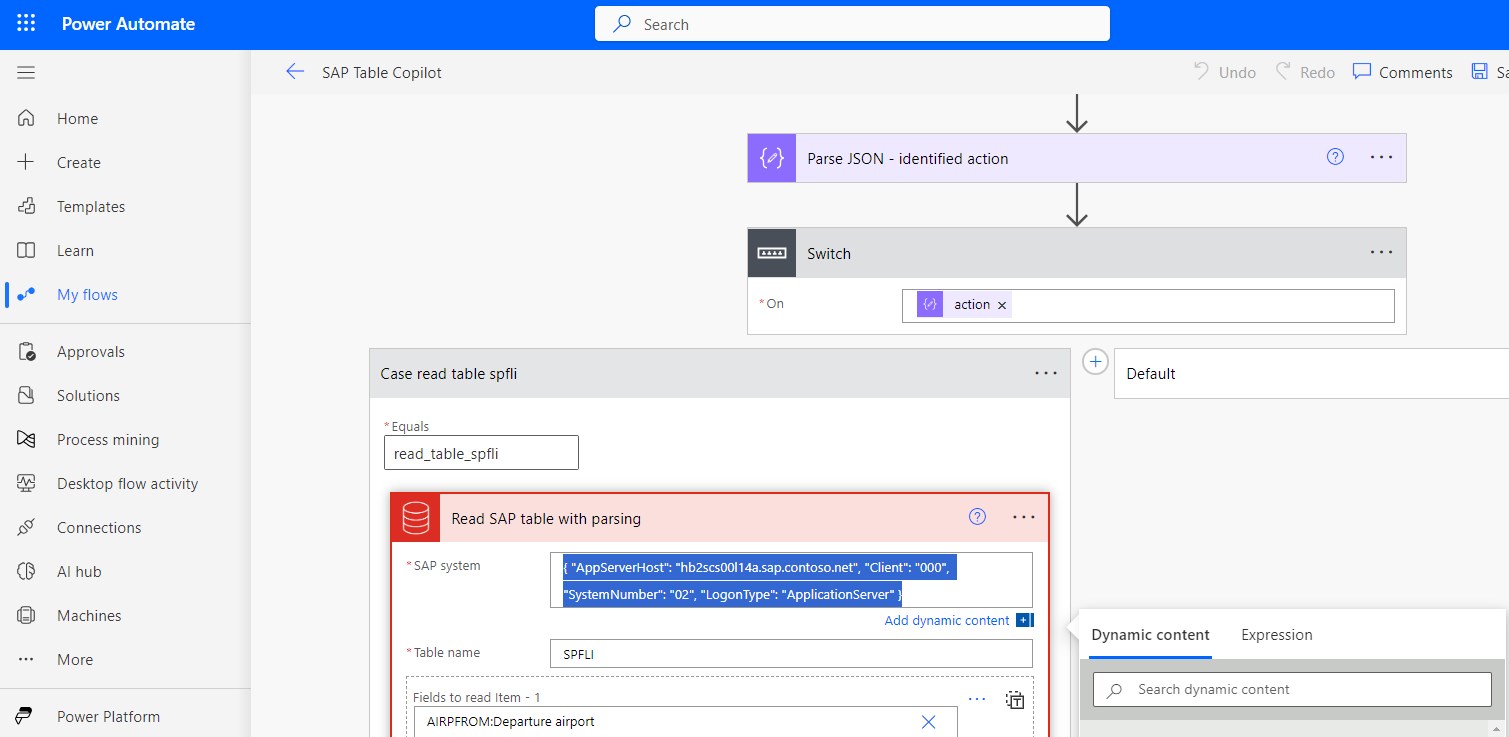 Power Automate
Search
SAP Table Copilot
Undo
Redo
Comments
Home
Create
Templates
Learn
My flows
Approvals
Solutions
Process mining
Desktop flow activity
Connections
AI hub
Machines
More
Power Platform
Parse JSON - identified action
Switch
* On
action
Case read table spfli
Default
* Equals
read_table_spfli
Read SAP table with parsing
* SAP system
{ "AppServerHost": "hb2scs00l14a.sap.contoso.net", "Client": "000",
"SystemNumber": "02", "LogonType": "ApplicationServer" }
Add dynamic content
* Table name
SPFLI
Fields to read Item - 1
AIRPFROM:Departure airport
Dynamic content
Expression
Search dynamic content